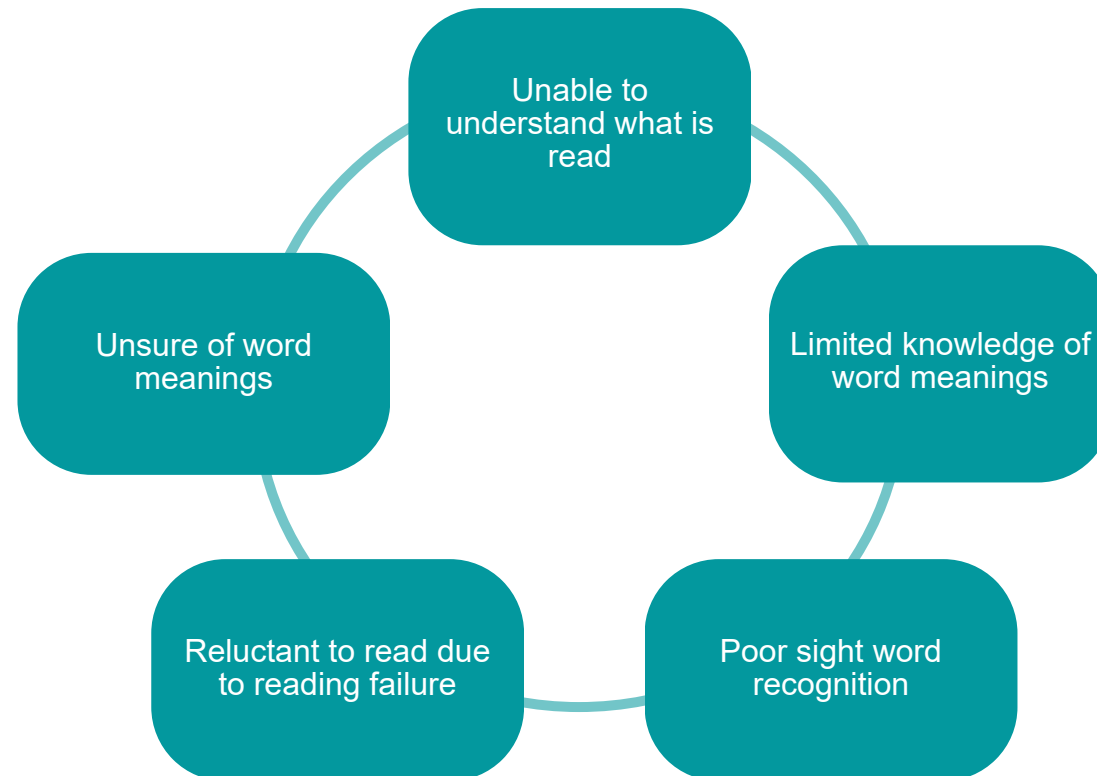 Unable to
understand what is
read
Limited knowledge of
word meanings
Poor sight word
recognition
Reluctant to read due
to reading failure
Unsure of word
meanings